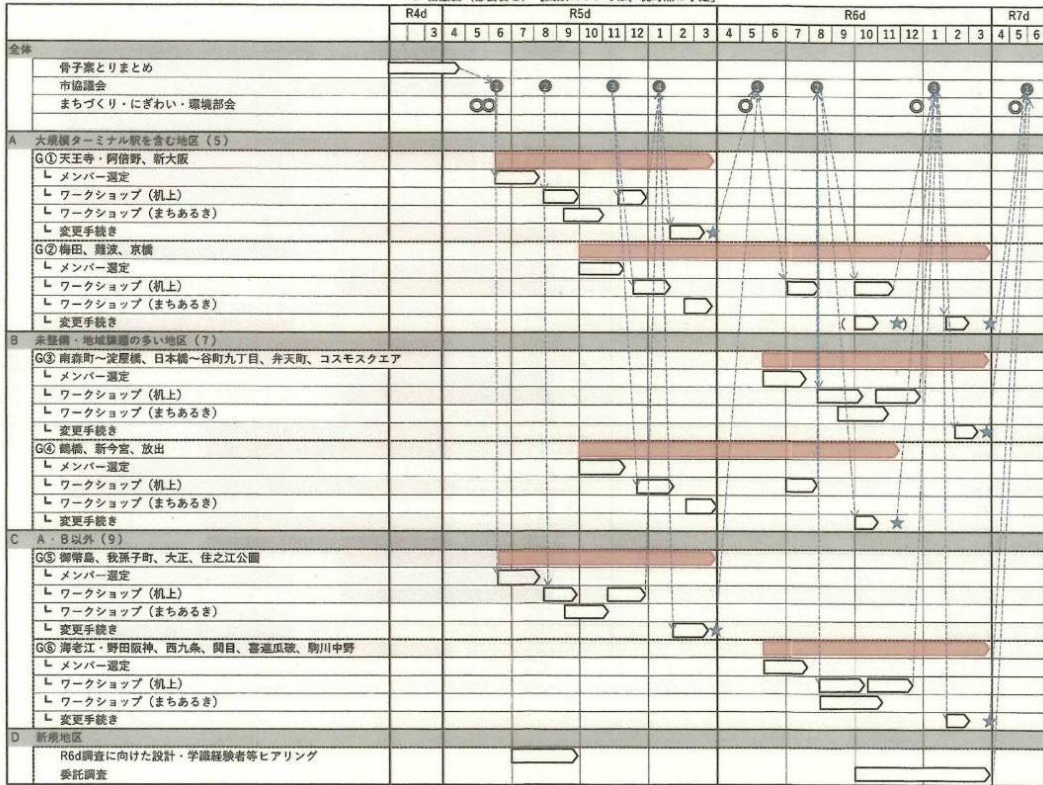 R4d R5d R6d R7d
3 4 5 6 7 8 9 10 11 12 1 2 3 4 5 6 7 8 9 10 11 12 1 2 3 4 5 6
全体
骨子案とりまとめ
市協議会 ① ② ③ ④ ① ② ③ ①
まちづくり・にぎわい・環境部会
A 大規模ターミナル駅を含む地区（5）
G①天王寺・阿倍野、新大阪
┗ メンバー選定
┗ ワークショップ（机上）
┗ ワークショップ（まちあるき）
┗ 変更手続き ★
G②梅田、難波、京橋
┗ メンバー選定
┗ ワークショップ（机上）
┗ ワークショップ（まちあるき）
┗ 変更手続き （ ★） ★
B 未整備・地域課題の多い地区（7）
G③ 南森町～淀屋橋、日本橋～谷町九丁目、弁天町、コスモスクエア
┗ メンバー選定
┗ ワークショップ（机上）
┗ ワークショップ（まちあるき）
┗ 変更手続き ★
G④ 鶴橋、新今宮、放出
┗ メンバー選定
┗ ワークショップ（机上）
┗ ワークショップ（まちあるき）
┗ 変更手続き ★
C A・B以外（9）
G⑤ 御幣島、我孫子町、大正、住之江公園
┗ メンバー選定
┗ ワークショップ（机上）
┗ ワークショップ（まちあるき）
┗ 変更手続き ★
G⑥ 海老江・野田阪神、西九条、関目、喜連瓜破、駒川中野
┗ メンバー選定
┗ ワークショップ（机上）
┗ ワークショップ（まちあるき）
┗ 変更手続き ★
D 新規地区
R6d調査に向けた設計・学識経験者等ヒアリング
委託調査